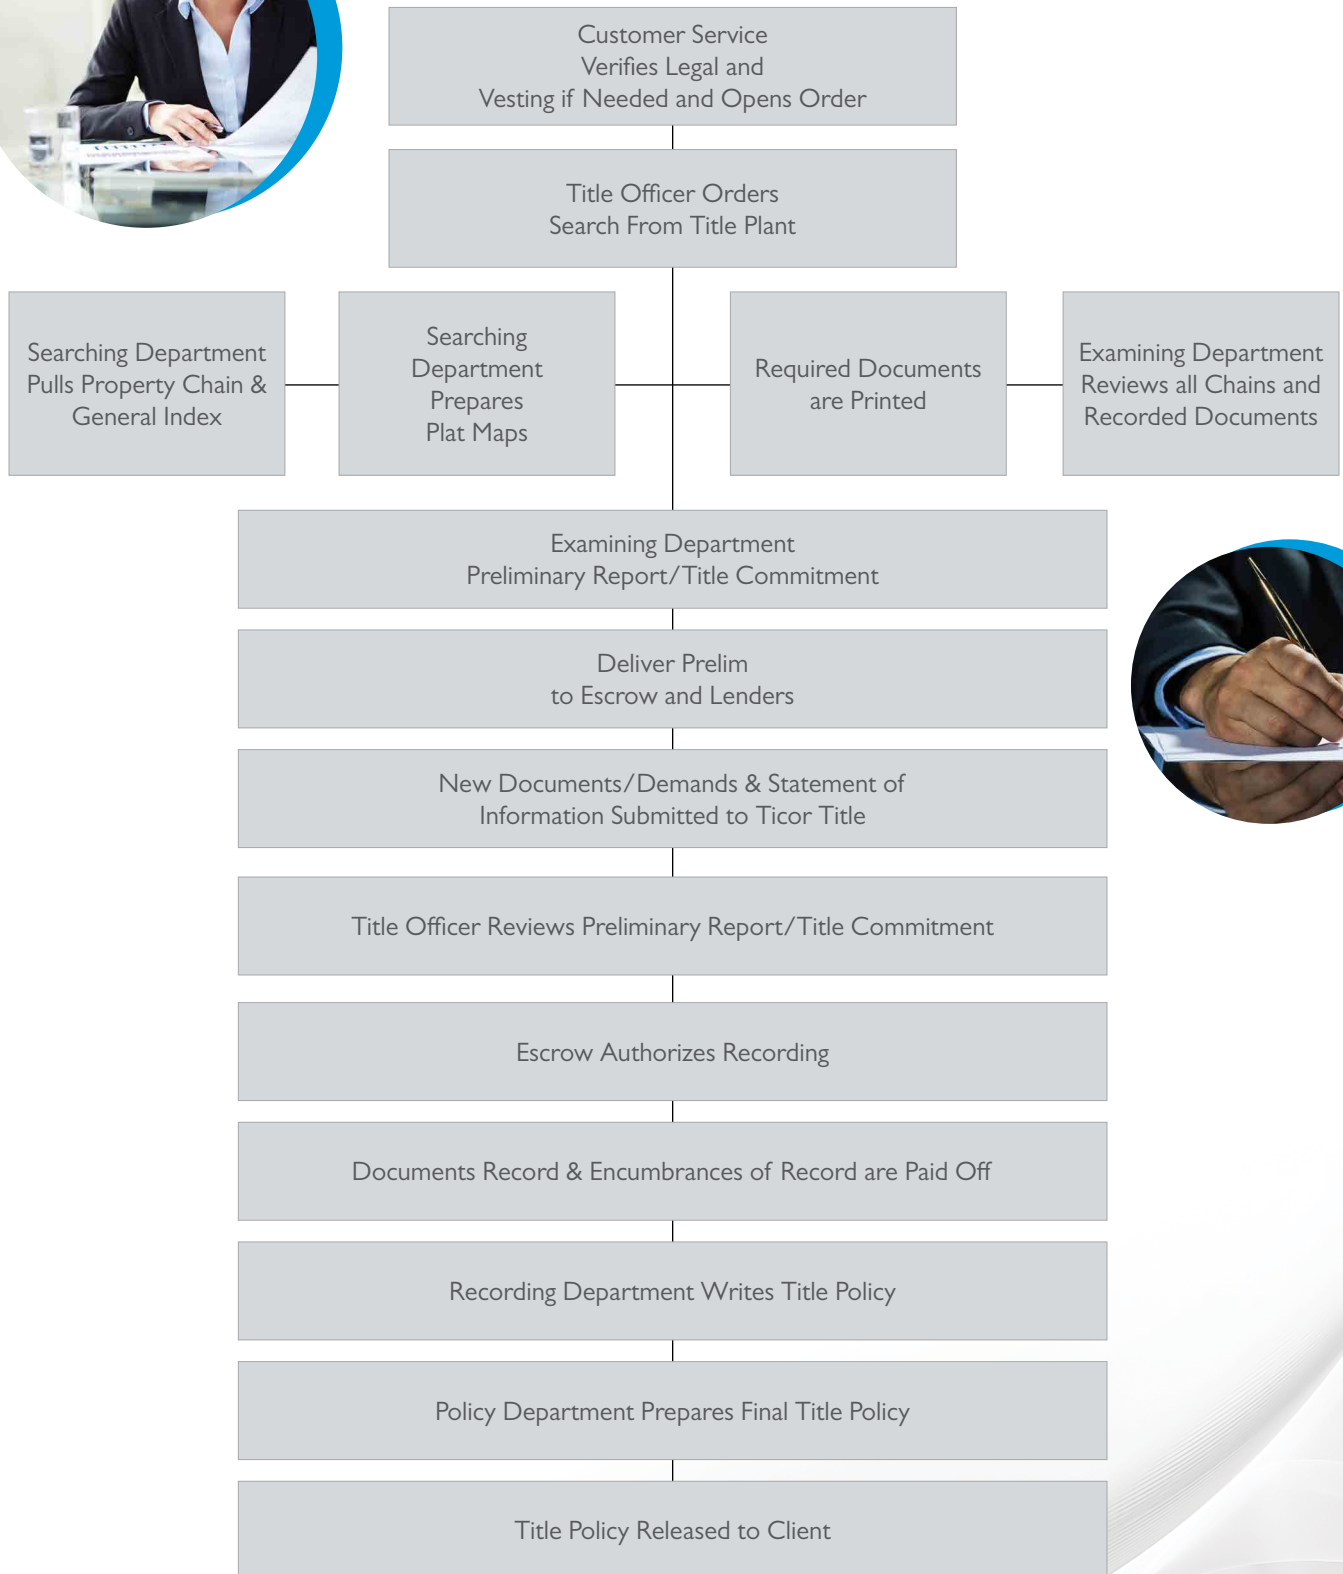 Customer Service
Verifies Legal and
Vesting if Needed and Opens Order
Title Officer Orders
Search From Title Plant
Searching Department
Pulls Property Chain &
General Index
Searching
Department
Prepares
Plat Maps
Required Documents
are Printed
Examining Department
Reviews all Chains and
Recorded Documents
Examining Department
Preliminary Report/Title Commitment
Deliver Prelim
to Escrow and Lenders
New Documents/Demands & Statement of
Information Submitted to Ticor Title
Title Officer Reviews Preliminary Report/Title Commitment
Escrow Authorizes Recording
Documents Record & Encumbrances of Record are Paid Off
Recording Department Writes Title Policy
Policy Department Prepares Final Title Policy
Title Policy Released to Client